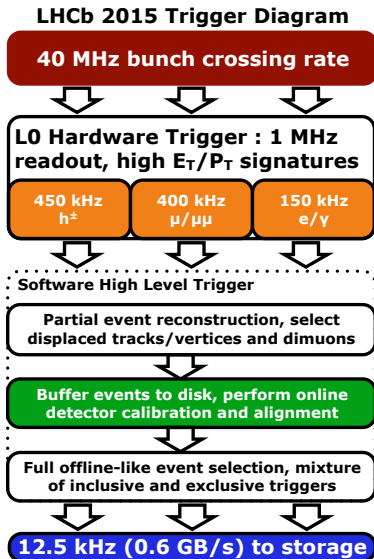 LHCb 2015 Trigger Diagram
40 MHz bunch crossing rate
L0 Hardware Trigger : 1 MHz
readout, high E_T/P_T signatures
450 kHz
h±
400 kHz
μ/μμ
150 kHz
e/γ
Software High Level Trigger
Partial event reconstruction, select
displaced tracks/vertices and dimuons
Buffer events to disk, perform online
detector calibration and alignment
Full offline-like event selection, mixture
of inclusive and exclusive triggers
12.5 kHz (0.6 GB/s) to storage